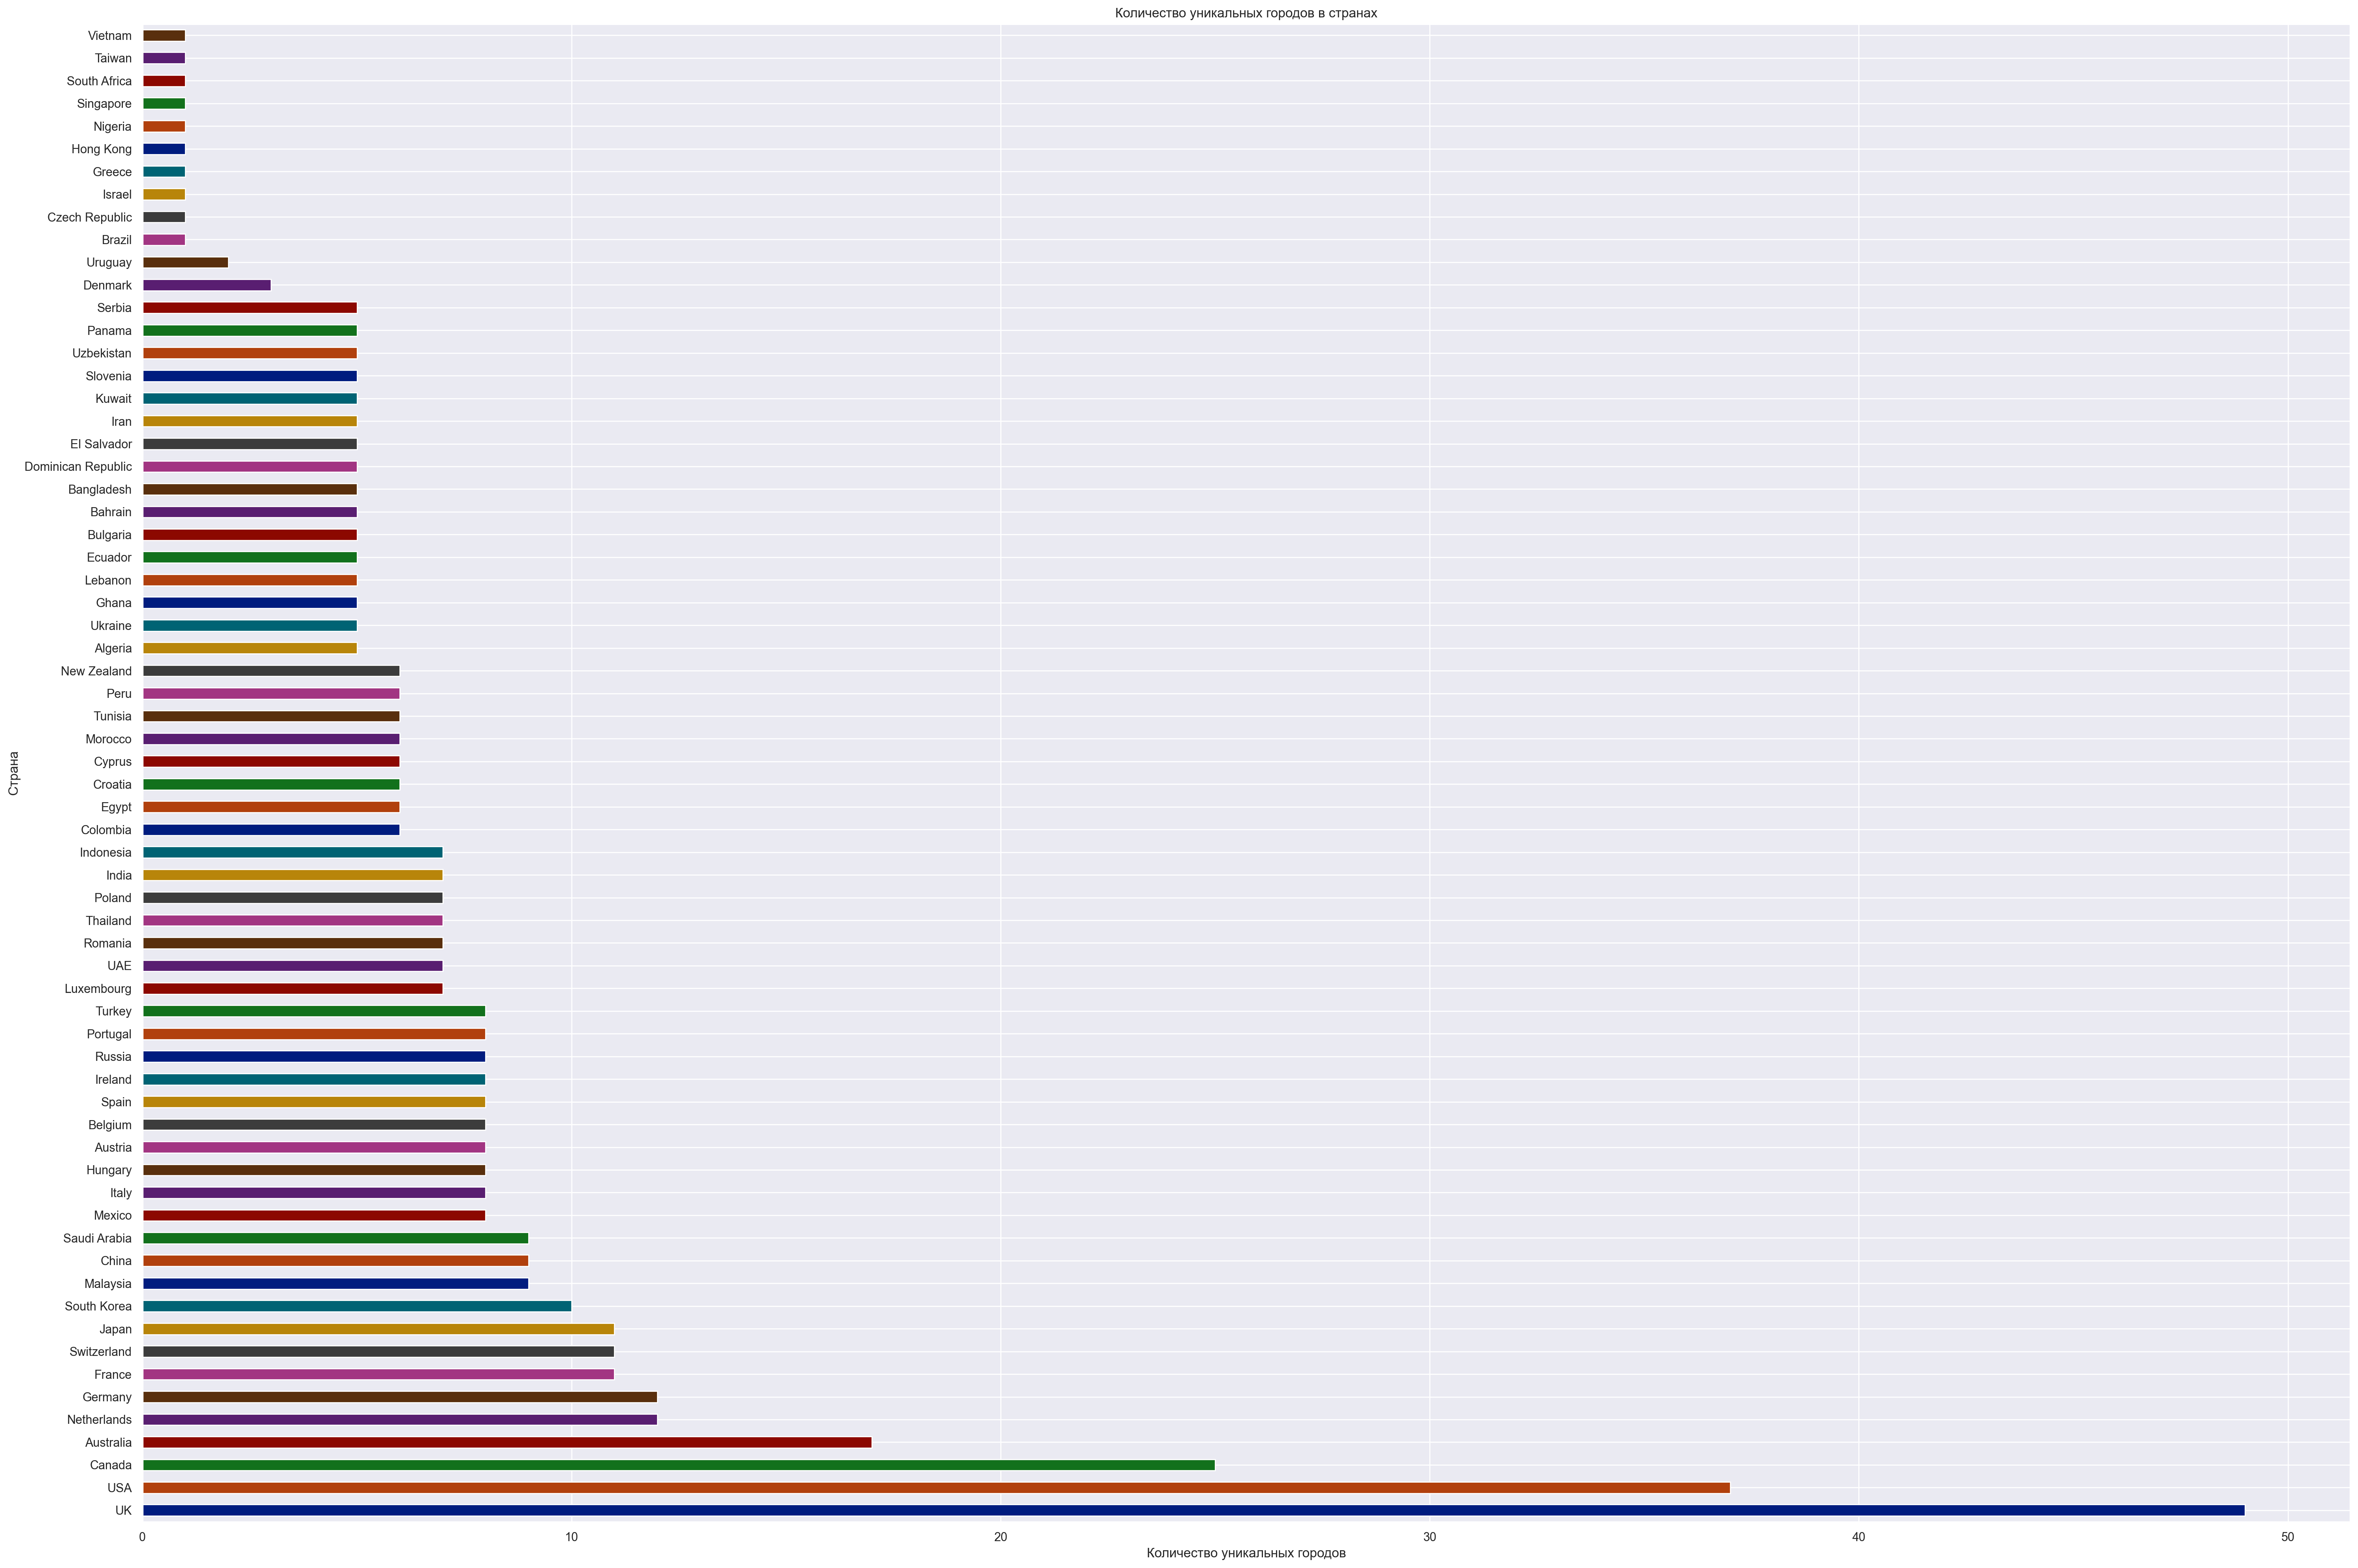 Количество уникальных городов в странах
Vietnam
Taiwan
South Africa
Singapore
Nigeria
Hong Kong
Greece
Israel
Czech Republic
Brazil
Uruguay
Denmark
Serbia
Panama
Uzbekistan
Slovenia
Kuwait
Iran
El Salvador
Dominican Republic
Bangladesh
Bahrain
Bulgaria
Ecuador
Lebanon
Ghana
Ukraine
Algeria
New Zealand
Peru
Tunisia
Morocco
Cyprus
Croatia
Egypt
Colombia
Indonesia
India
Poland
Thailand
Romania
UAE
Luxembourg
Turkey
Portugal
Russia
Ireland
Spain
Belgium
Austria
Hungary
Italy
Mexico
Saudi Arabia
China
Malaysia
South Korea
Japan
Switzerland
France
Germany
Netherlands
Australia
Canada
USA
UK
Страна
0 10 20 30 40 50
Количество уникальных городов